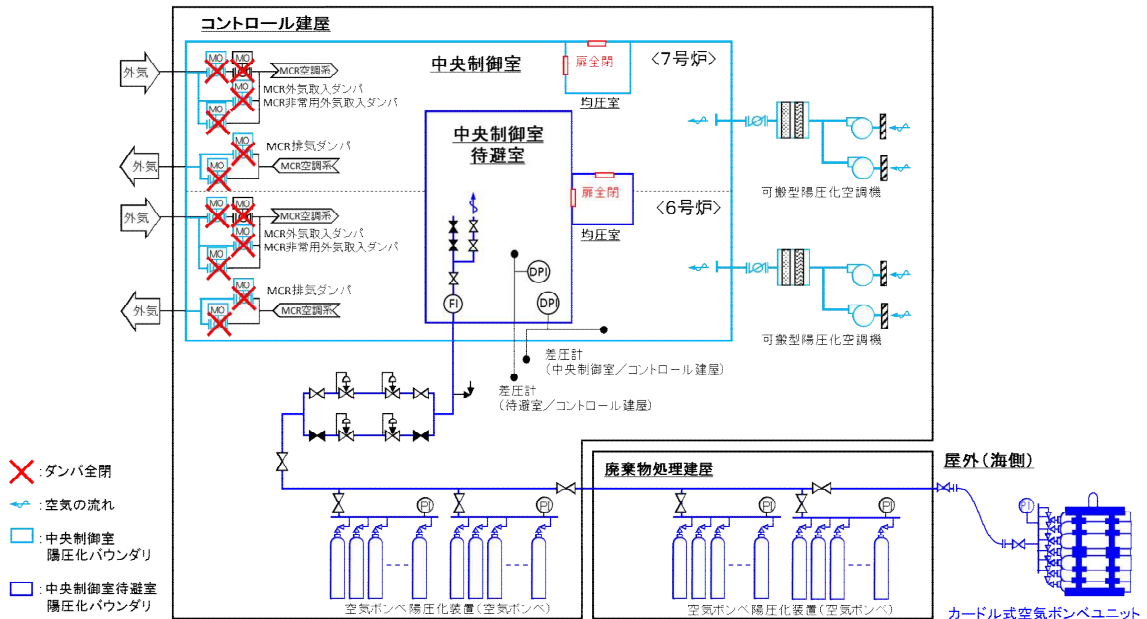 コントロール建屋
中央制御室
<7号炉>
扉全閉
均圧室
外気
MO
MO
MCR空調系
MO
MCR外気取入ダンパ
MCR非常用外気取入ダンパ
MO
MCR排気ダンパ
MO
外気
MO
MCR空調系
中央制御室
待避室
扉全閉
<6号炉>
均圧室
可搬型陽圧化空調機
外気
MO
MO
MCR空調系
MO
MCR外気取入ダンパ
MCR非常用外気取入ダンパ
MO
MCR排気ダンパ
MO
外気
MO
MCR空調系
DPI
FI
DPI
可搬型陽圧化空調機
差圧計
(中央制御室/コントロール建屋)
差圧計
(待避室/コントロール建屋)
:ダンパ全閉
:空気の流れ
:中央制御室
陽圧化バウンダリ
:中央制御室待避室
陽圧化バウンダリ
廃棄物処理建屋
屋外(海側)
PI
PI
PI
PI
PI
空気ボンベ陽圧化装置(空気ボンベ)
空気ボンベ陽圧化装置(空気ボンベ)
カードル式空気ボンベユニット